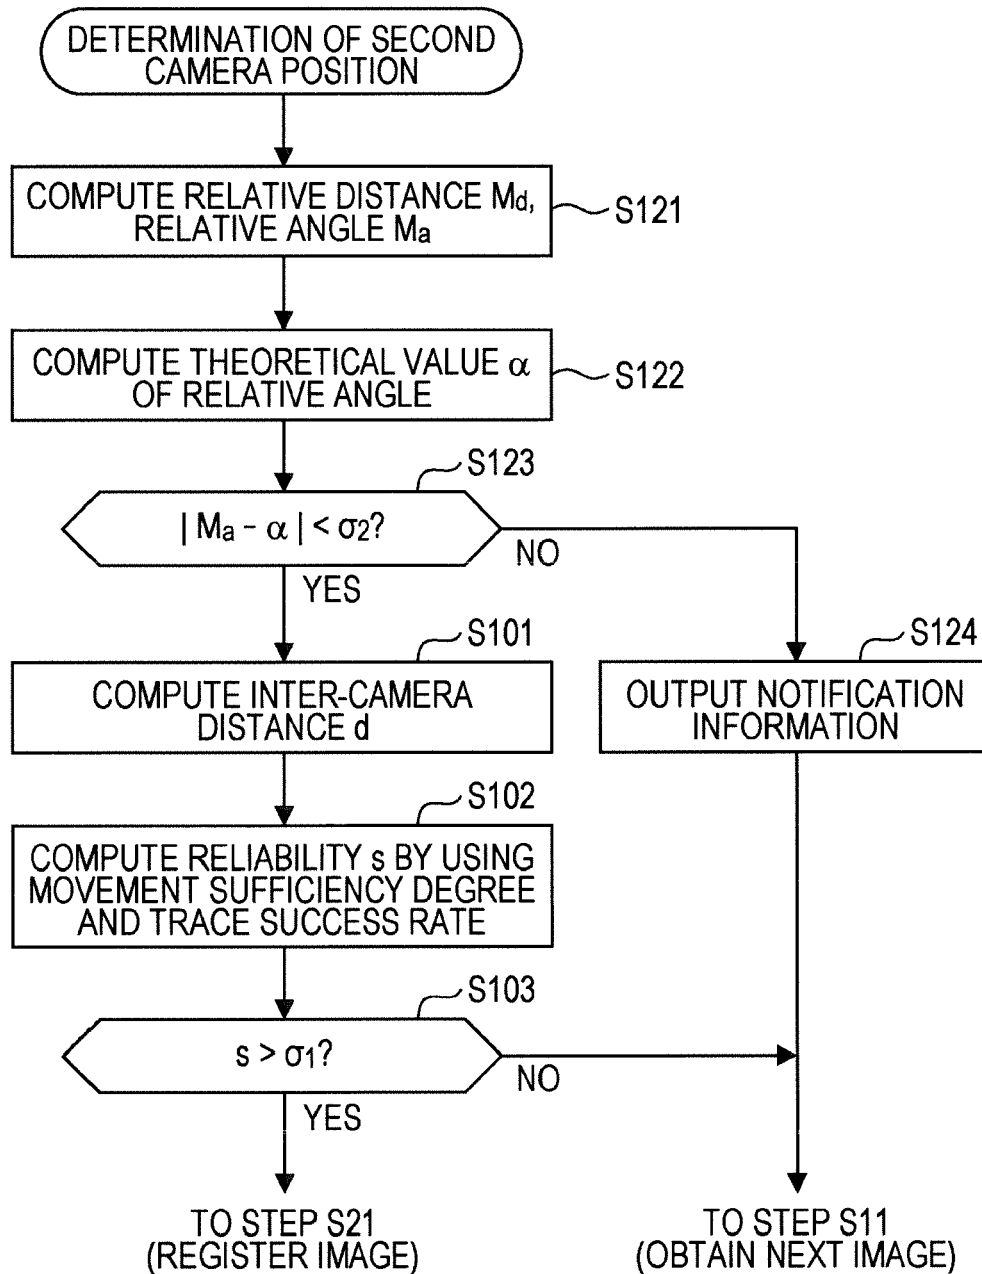 DETERMINATION OF SECOND
CAMERA POSITION
COMPUTE RELATIVE DISTANCE Md,
RELATIVE ANGLE Ma
S121
COMPUTE THEORETICAL VALUE α
OF RELATIVE ANGLE
S122
S123
| Ma - α | < σ2?
NO
YES
S101
COMPUTE INTER-CAMERA
DISTANCE d
S124
OUTPUT NOTIFICATION
INFORMATION
S102
COMPUTE RELIABILITY s BY USING
MOVEMENT SUFFICIENCY DEGREE
AND TRACE SUCCESS RATE
S103
s > σ1?
NO
YES
TO STEP S21
(REGISTER IMAGE)
TO STEP S11
(OBTAIN NEXT IMAGE)